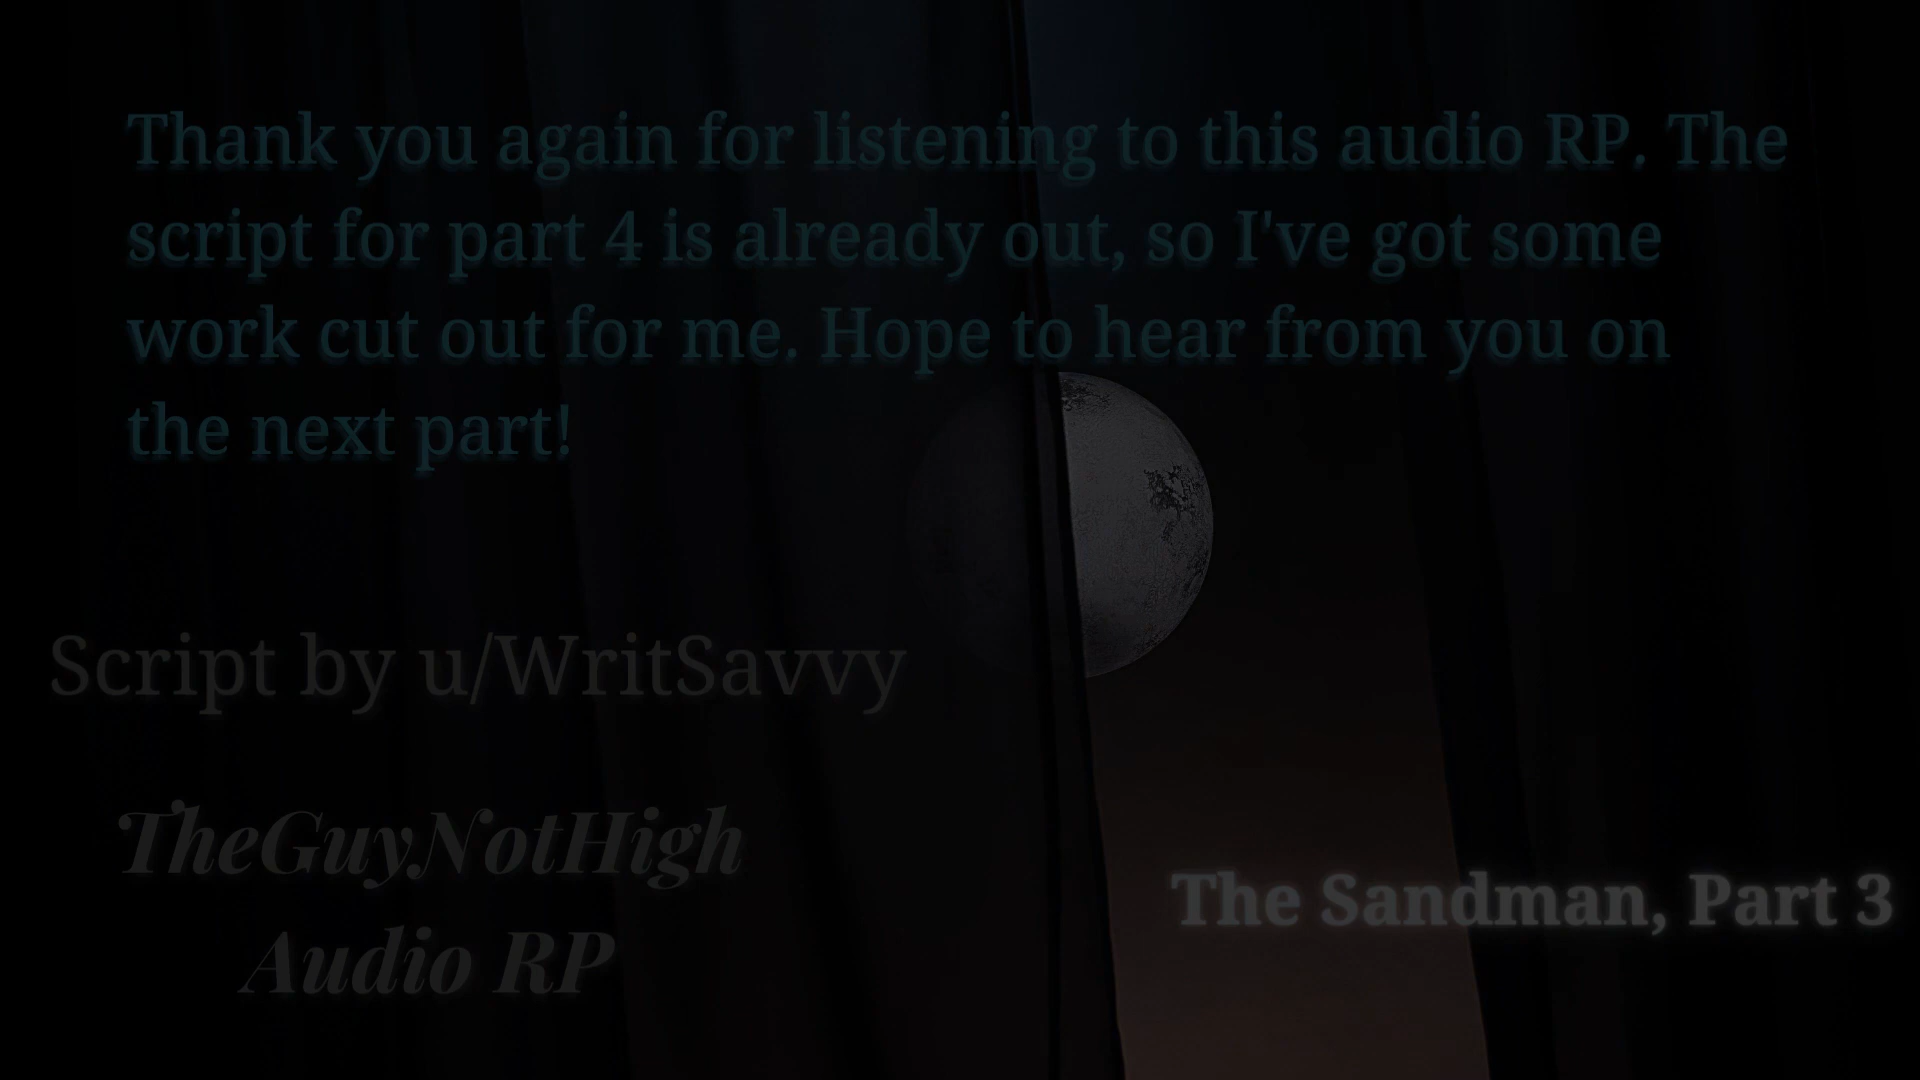 Thank you again for listening to this audio RP. The
script for part 4 is already out, so I've got some
work cut out for me. Hope to hear from you on
the next part!
Script by u/WritSavvy
TheGuyNotHigh
Audio RP
The Sandman, Part 3